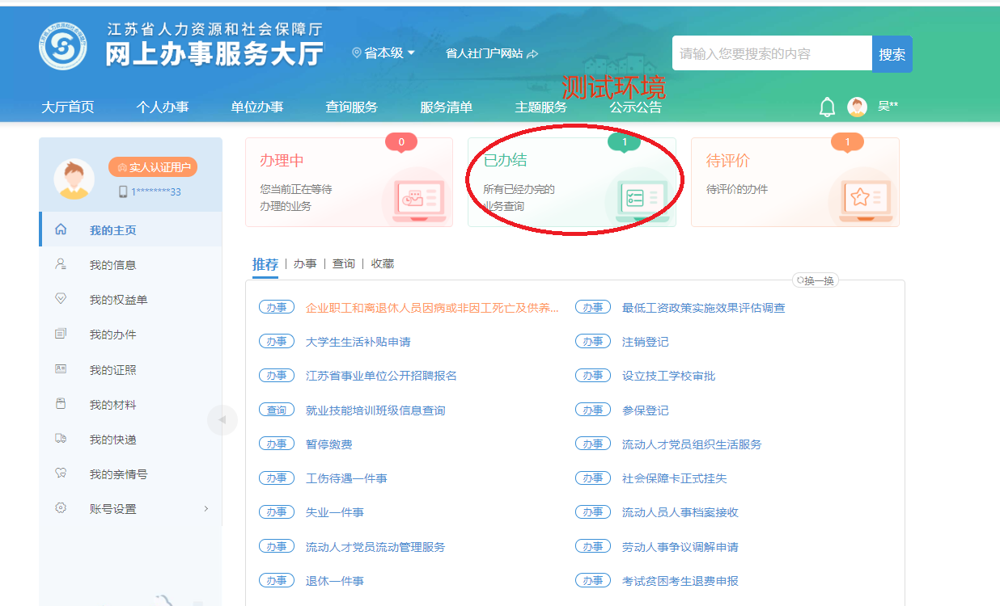 江苏省人力资源和社会保障厅
网上办事服务大厅
省本级
省人社门户网站
请输入您要搜索的内容
搜索
测试环境
大厅首页 个人办事 单位办事 查询服务 服务清单 主题服务 公示公告
吴**
实人认证用户
1********33
我的主页
我的信息
我的权益单
我的办件
我的证照
我的材料
我的快递
我的亲情号
账号设置
0
办理中
您当前正在等待
办理的业务
1
已办结
所有已经办完的
业务查询
1
待评价
待评价的办件
推荐 | 办事 | 查询 | 收藏
换一换
办事 企业职工和离退休人员因病或非因工死亡及供养...
办事 最低工资政策实施效果评估调查
办事 大学生生活补贴申请
办事 注销登记
办事 江苏省事业单位公开招聘报名
办事 设立技工学校审批
查询 就业技能培训班级信息查询
办事 参保登记
办事 暂停缴费
办事 流动人才党员组织生活服务
办事 工伤待遇一件事
办事 社会保障卡正式挂失
办事 失业一件事
办事 流动人员人事档案接收
办事 流动人才党员流动管理服务
办事 劳动人事争议调解申请
办事 退休一件事
办事 考试贫困考生退费申报